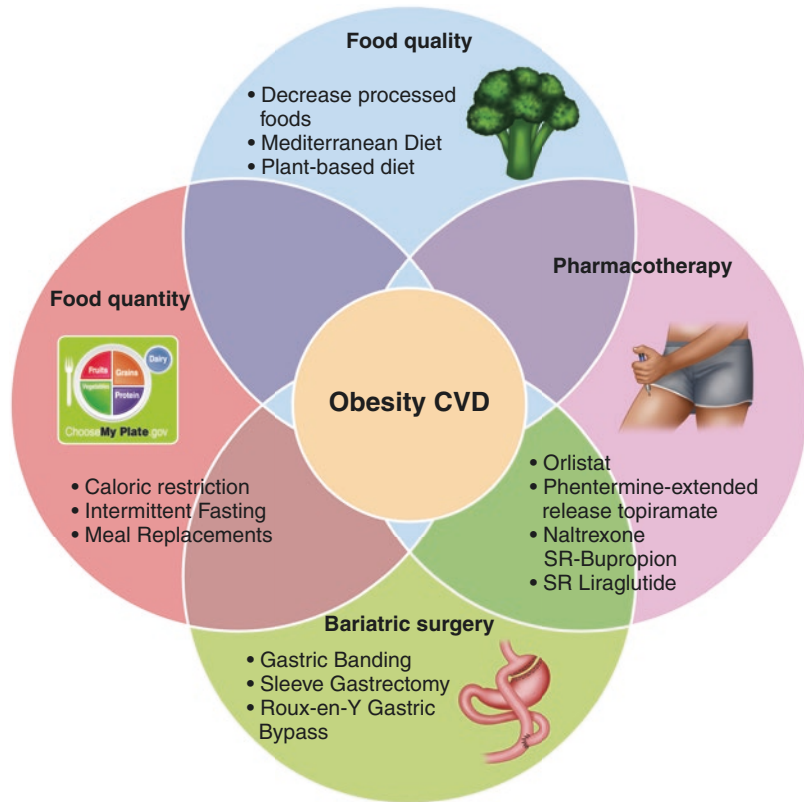 Food quality
• Decrease processed
foods
• Mediterranean Diet
• Plant-based diet
Food quantity
Fruits
Grains
Dairy
Vegetables
Protein
ChooseMyPlate.gov
• Caloric restriction
• Intermittent Fasting
• Meal Replacements
Obesity CVD
Pharmacotherapy
• Orlistat
• Phentermine-extended
release topiramate
• Naltrexone
SR-Bupropion
• SR Liraglutide
Bariatric surgery
• Gastric Banding
• Sleeve Gastrectomy
• Roux-en-Y Gastric
Bypass